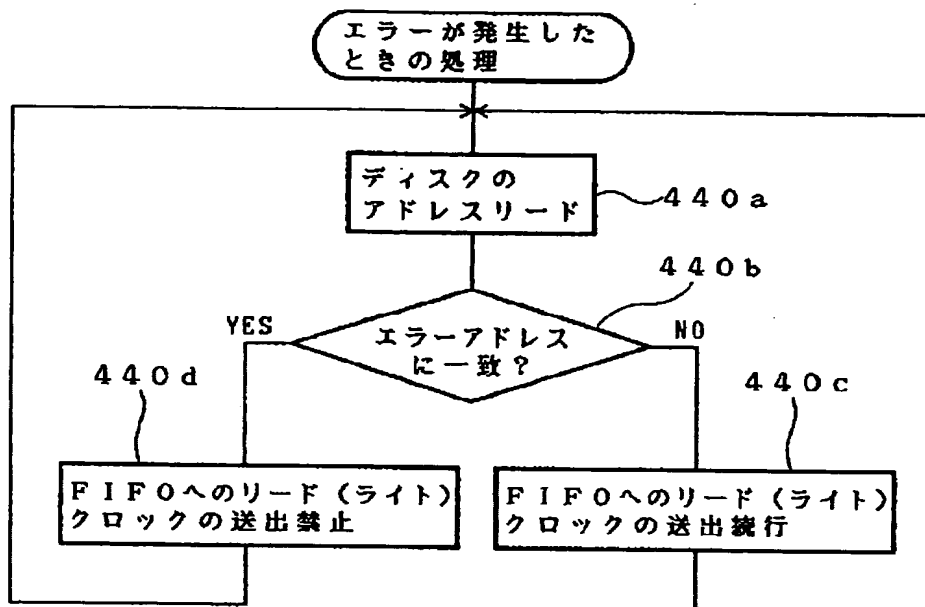 エラーが発生した
ときの処理
ディスクの
アドレスリード
440a
440b
エラーアドレス
に一致?
YES
NO
440d
440c
FIFOへのリード(ライト)
クロックの送出禁止
FIFOへのリード(ライト)
クロックの送出続行